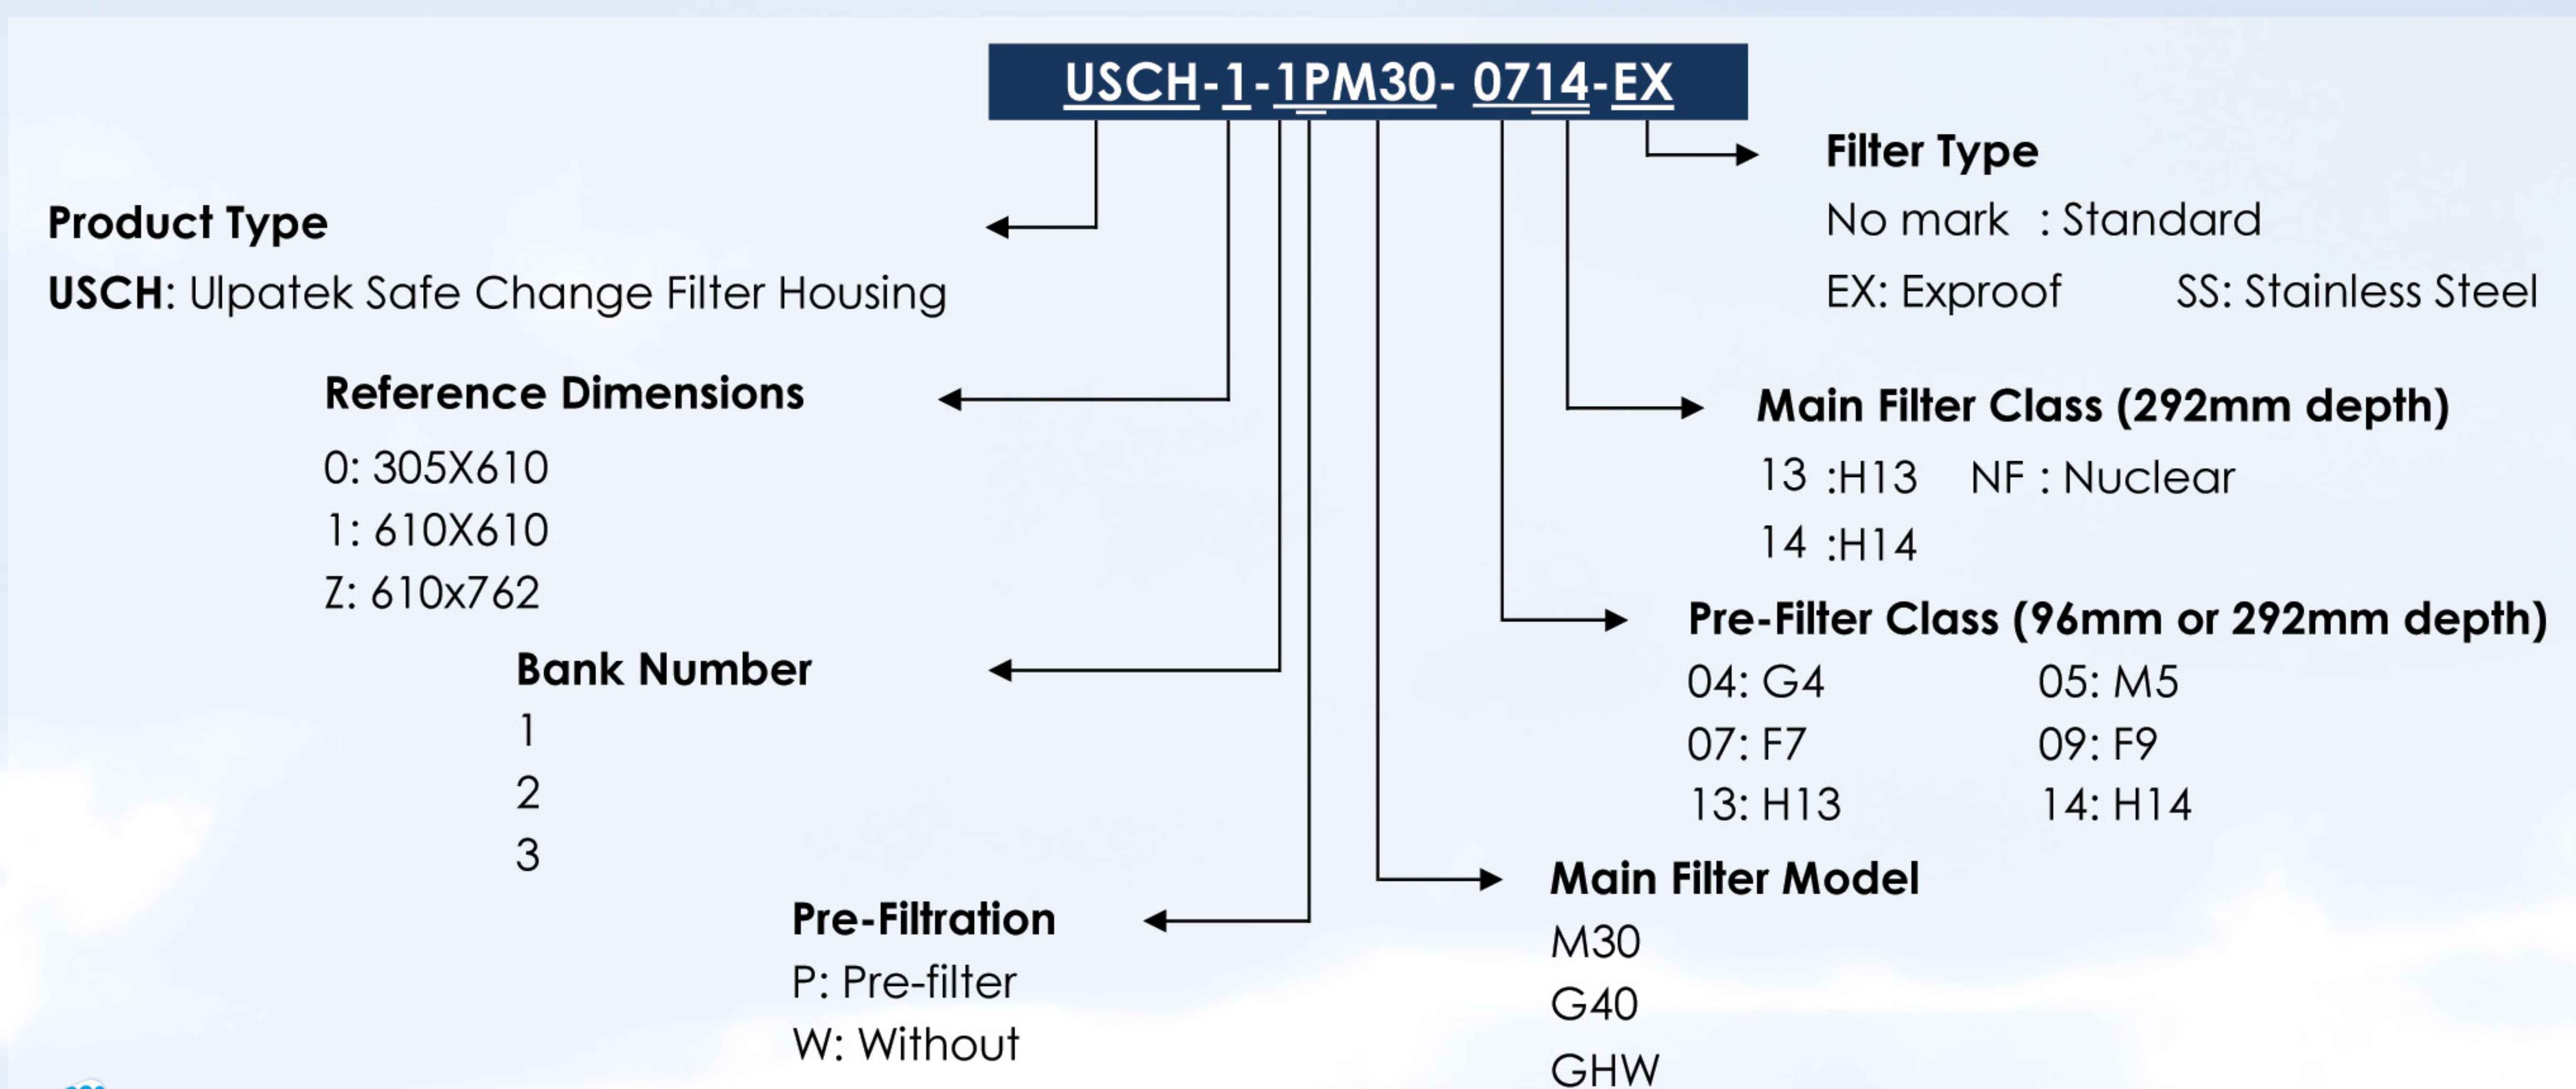 USCH-1-1PM30- 0714-EX
Product Type
USCH: Ulpatek Safe Change Filter Housing
Reference Dimensions
0: 305X610
1: 610X610
Z: 610x762
Bank Number
1
2
3
Pre-Filtration
P: Pre-filter
W: Without
Filter Type
No mark : Standard
EX: Exproof SS: Stainless Steel
Main Filter Class (292mm depth)
13 :H13 NF : Nuclear
14 :H14
Pre-Filter Class (96mm or 292mm depth)
04: G4 05: M5
07: F7 09: F9
13: H13 14: H14
Main Filter Model
M30
G40
GHW